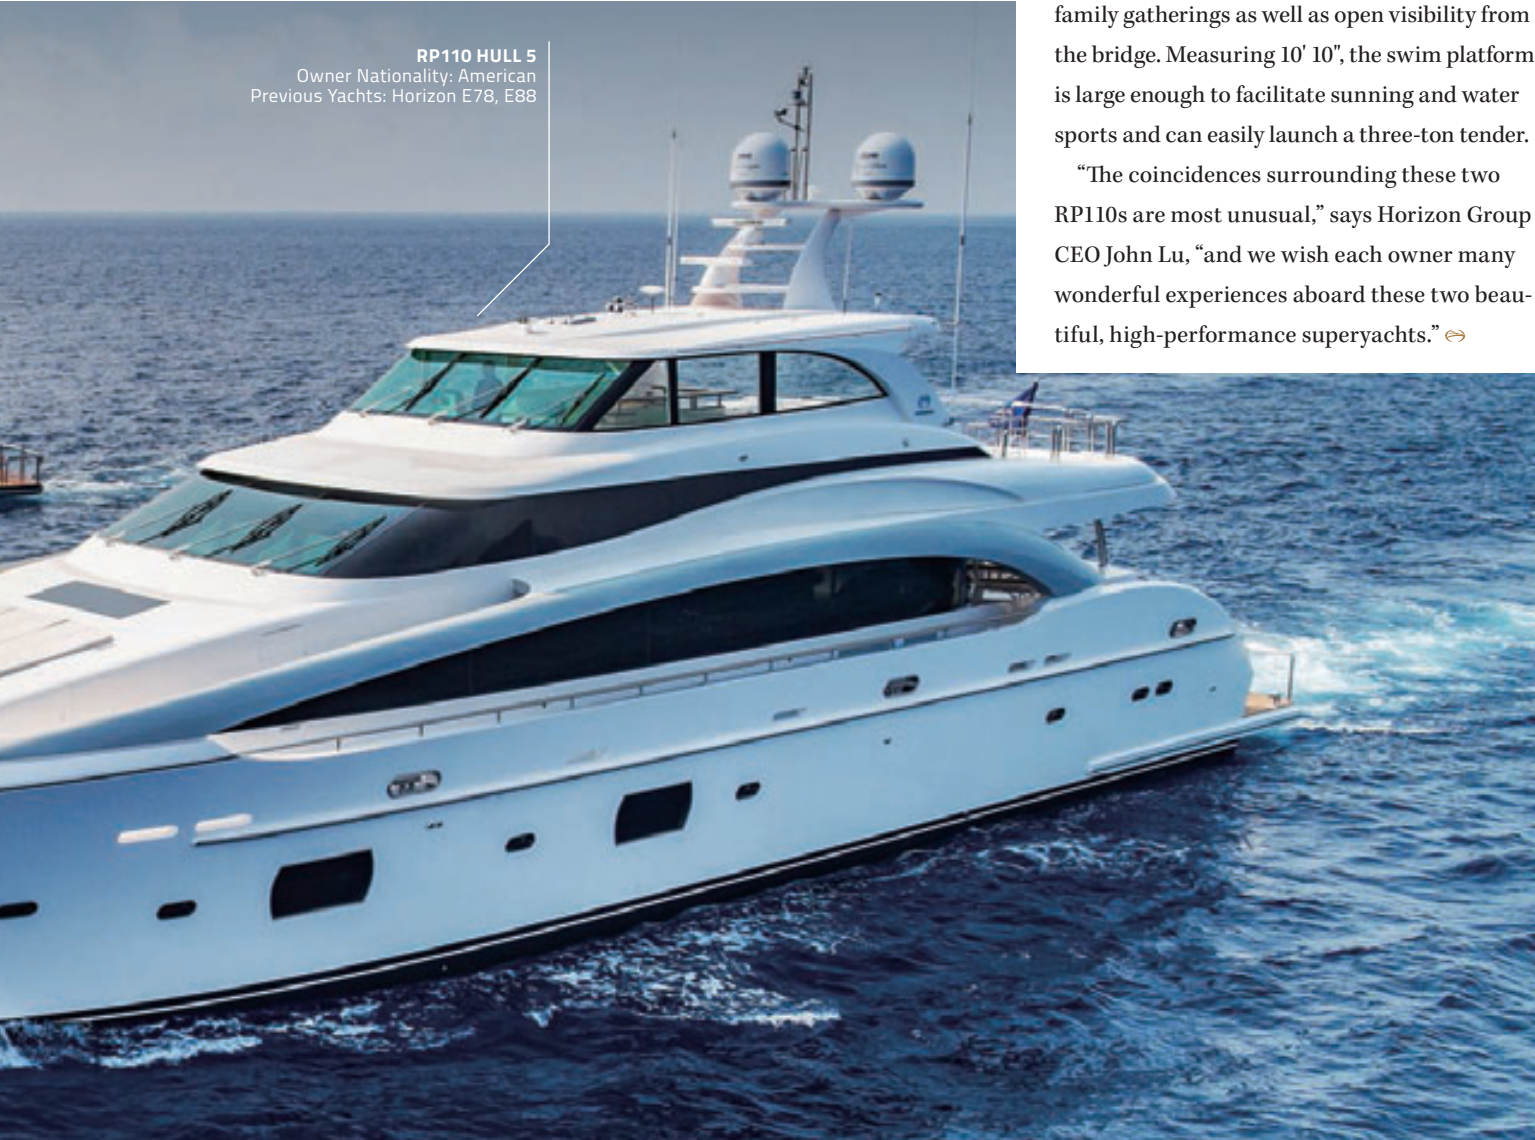 RP110 HULL 5
Owner Nationality: American
Previous Yachts: Horizon E78, E88
family gatherings as well as open visibility from
the bridge. Measuring 10' 10", the swim platform
is large enough to facilitate sunning and water
sports and can easily launch a three-ton tender.
“The coincidences surrounding these two
RP110s are most unusual,” says Horizon Group
CEO John Lu, “and we wish each owner many
wonderful experiences aboard these two beau-
tiful, high-performance superyachts.”